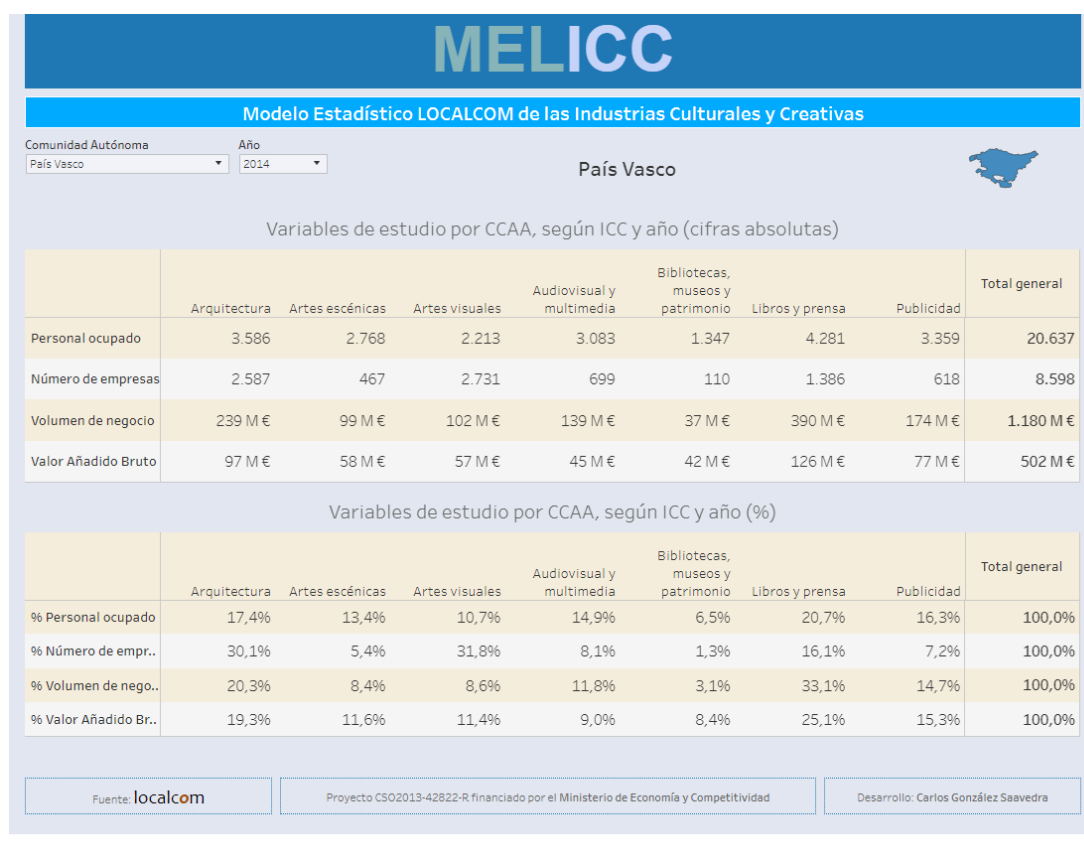 MELICC
Modelo Estadístico LOCALCOM de las Industrias Culturales y Creativas
Comunidad Autónoma Año
País Vasco 2014
País Vasco
Variables de estudio por CCAA, según ICC y año (cifras absolutas)
Arquitectura Artes escénicas Artes visuales Audiovisual y multimedia Bibliotecas, museos y patrimonio Libros y prensa Publicidad Total general
Personal ocupado 3.586 2.768 2.213 3.083 1.347 4.281 3.359 20.637
Número de empresas 2.587 467 2.731 699 110 1.386 618 8.598
Volumen de negocio 239 M € 99 M € 102 M € 139 M € 37 M € 390 M € 174 M € 1.180 M €
Valor Añadido Bruto 97 M € 58 M € 57 M € 45 M € 42 M € 126 M € 77 M € 502 M €
Variables de estudio por CCAA, según ICC y año (%)
Arquitectura Artes escénicas Artes visuales Audiovisual y multimedia Bibliotecas, museos y patrimonio Libros y prensa Publicidad Total general
% Personal ocupado 17,4% 13,4% 10,7% 14,9% 6,5% 20,7% 16,3% 100,0%
% Número de empr.. 30,1% 5,4% 31,8% 8,1% 1,3% 16,1% 7,2% 100,0%
% Volumen de nego.. 20,3% 8,4% 8,6% 11,8% 3,1% 33,1% 14,7% 100,0%
% Valor Añadido Br.. 19,3% 11,6% 11,4% 9,0% 8,4% 25,1% 15,3% 100,0%
Fuente: localcom
Proyecto CSO2013-42822-R financiado por el Ministerio de Economía y Competitividad
Desarrollo: Carlos González Saavedra